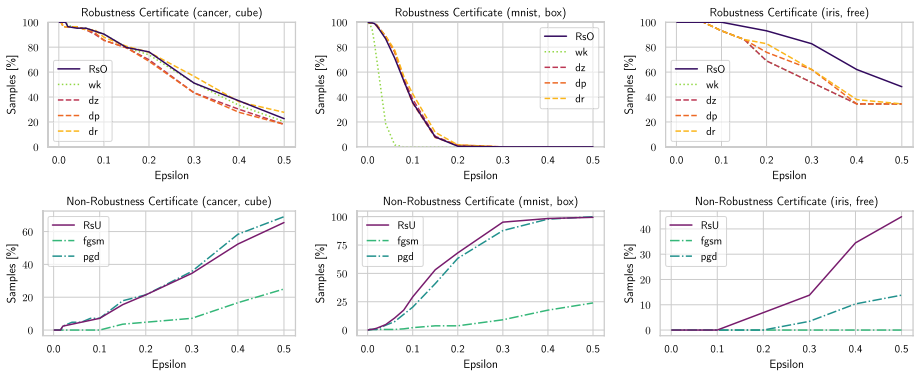 Robustness Certificate (cancer, cube)
Samples [%]
100
80
60
40
20
0
RsO
wk
dz
dp
dr
0.0 0.1 0.2 0.3 0.4 0.5
Epsilon
Robustness Certificate (mnist, box)
Samples [%]
100
80
60
40
20
0
RsO
wk
dz
dp
dr
0.0 0.1 0.2 0.3 0.4 0.5
Epsilon
Robustness Certificate (iris, free)
Samples [%]
100
80
60
40
20
0
RsO
wk
dz
dp
dr
0.0 0.1 0.2 0.3 0.4 0.5
Epsilon
Non-Robustness Certificate (cancer, cube)
Samples [%]
60
40
20
0
RsU
fgsm
pgd
0.0 0.1 0.2 0.3 0.4 0.5
Epsilon
Non-Robustness Certificate (mnist, box)
Samples [%]
100
75
50
25
0
RsU
fgsm
pgd
0.0 0.1 0.2 0.3 0.4 0.5
Epsilon
Non-Robustness Certificate (iris, free)
Samples [%]
40
30
20
10
0
RsU
fgsm
pgd
0.0 0.1 0.2 0.3 0.4 0.5
Epsilon